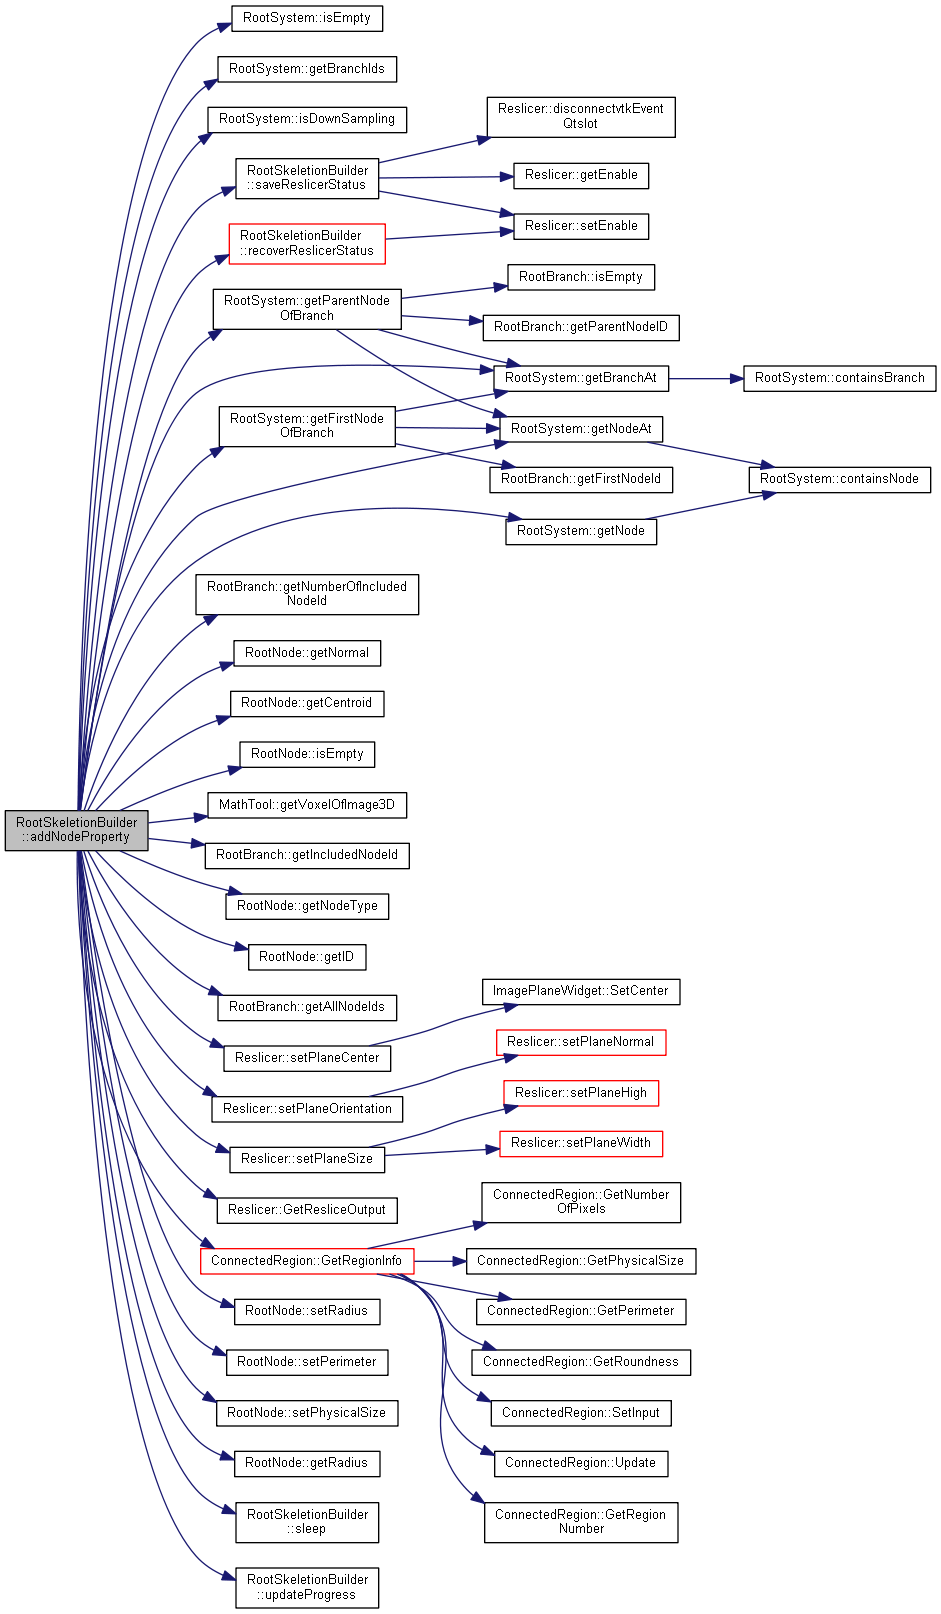 RootSystem::isEmpty
RootSystem::getBranchIds
RootSystem::isDownSampling
Reslicer::disconnectvtkEvent
Qtslot
RootSkeletionBuilder
::saveReslicerStatus
Reslicer::getEnable
Reslicer::setEnable
RootSkeletionBuilder
::recoverReslicerStatus
RootBranch::isEmpty
RootSystem::getParentNode
OfBranch
RootBranch::getParentNodeID
RootSystem::getBranchAt
RootSystem::containsBranch
RootSystem::getFirstNode
OfBranch
RootSystem::getNodeAt
RootBranch::getFirstNodeId
RootSystem::containsNode
RootSystem::getNode
RootBranch::getNumberOfIncluded
NodeId
RootNode::getNormal
RootNode::getCentroid
RootNode::isEmpty
MathTool::getVoxelOfImage3D
RootSkeletionBuilder
::addNodeProperty
RootBranch::getIncludedNodeId
RootNode::getNodeType
RootNode::getID
RootBranch::getAllNodeIds
ImagePlaneWidget::SetCenter
Reslicer::setPlaneCenter
Reslicer::setPlaneNormal
Reslicer::setPlaneOrientation
Reslicer::setPlaneHigh
Reslicer::setPlaneWidth
Reslicer::setPlaneSize
Reslicer::GetResliceOutput
ConnectedRegion::GetNumber
OfPixels
ConnectedRegion::GetRegionInfo
ConnectedRegion::GetPhysicalSize
RootNode::setRadius
ConnectedRegion::GetPerimeter
RootNode::setPerimeter
ConnectedRegion::GetRoundness
RootNode::setPhysicalSize
ConnectedRegion::SetInput
RootNode::getRadius
ConnectedRegion::Update
RootSkeletionBuilder
::sleep
ConnectedRegion::GetRegion
Number
RootSkeletionBuilder
::updateProgress